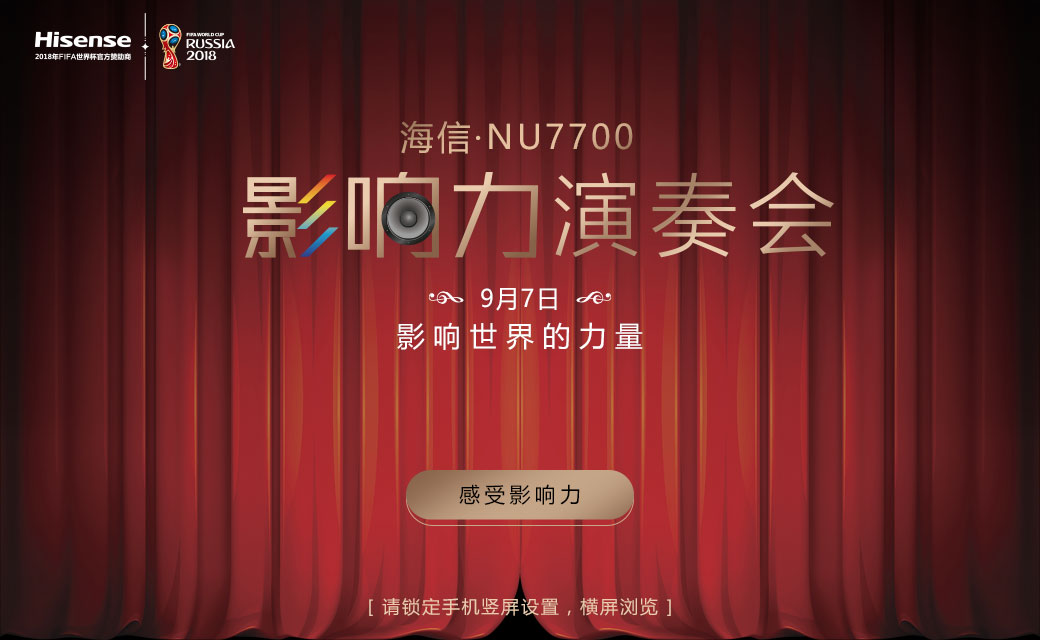 Hisense
2018年FIFA世界杯官方赞助商
FIFA WORLD CUP
RUSSIA
2018
海信·NU7700
影响力演奏会
9月7日
影响世界的力量
感受影响力
[ 请锁定手机竖屏设置，横屏浏览 ]